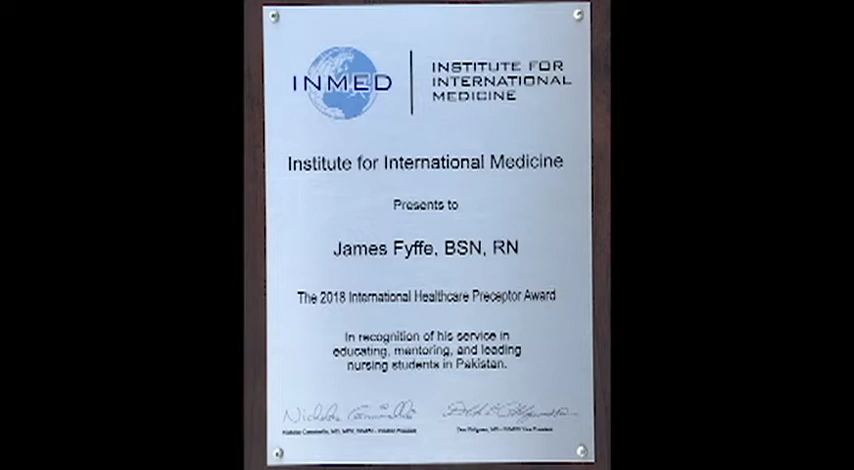 INMED
INSTITUTE FOR
INTERNATIONAL
MEDICINE
Institute for International Medicine
Presents to
James Fyffe, BSN, RN
The 2018 International Healthcare Preceptor Award
In recognition of his service in
educating, mentoring, and leading
nursing students in Pakistan.